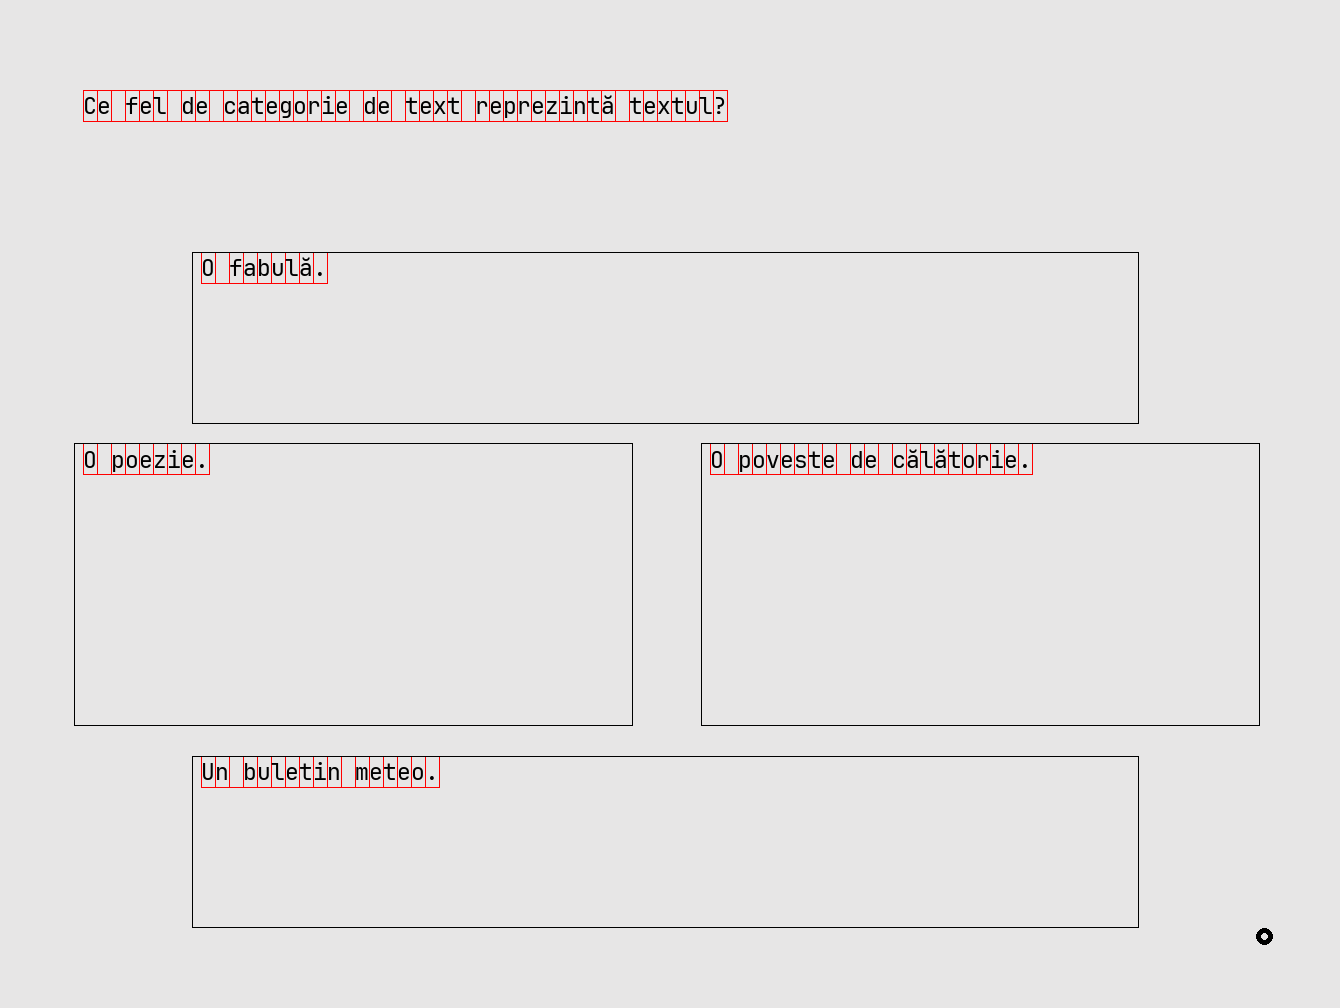 Ce fel de categorie de text reprezintă textul?
O fabulă.
O poezie.
O poveste de călătorie.
Un buletin meteo.